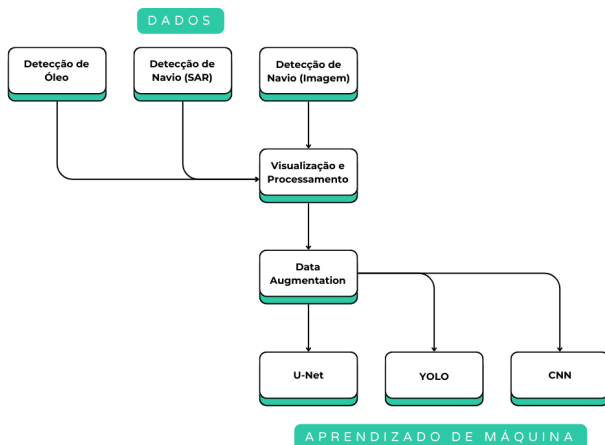 DADOS
Detecção de
Óleo
Detecção de
Navio (SAR)
Detecção de
Navio (Imagem)
Visualização e
Processamento
Data
Augmentation
U-Net
YOLO
CNN
APRENDIZADO DE MÁQUINA